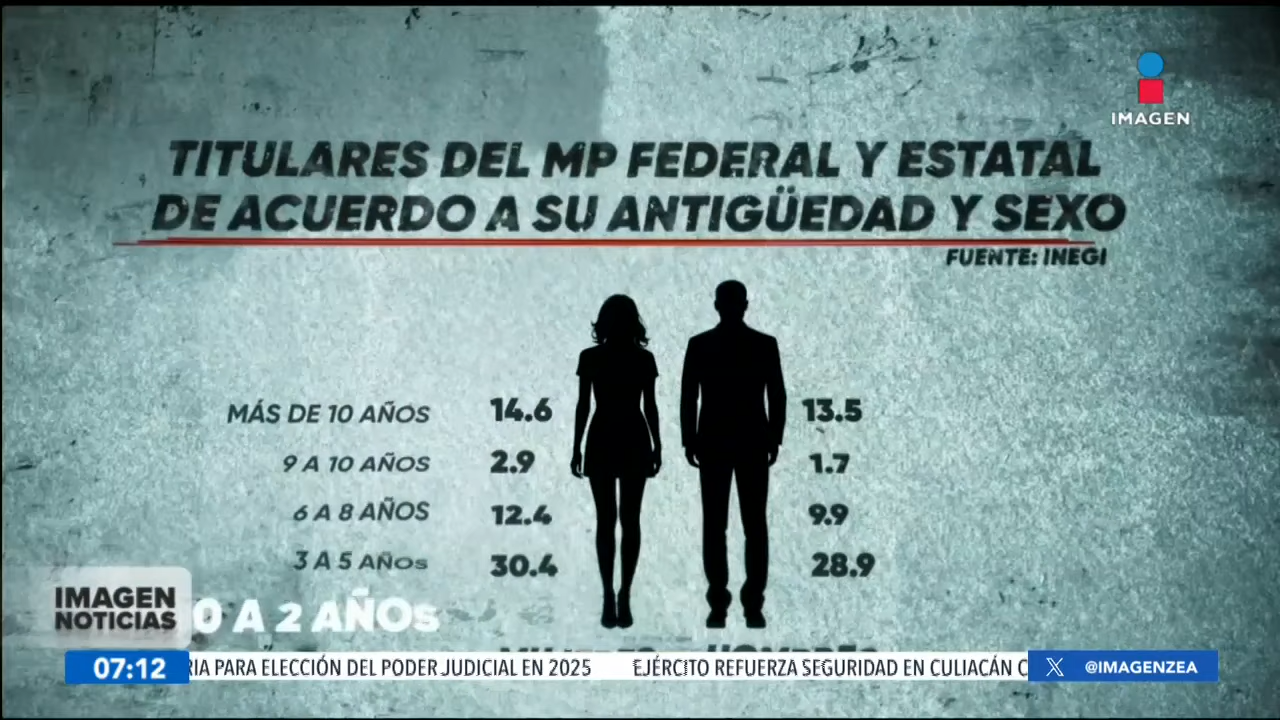 IMAGEN
TITULARES DEL MP FEDERAL Y ESTATAL
DE ACUERDO A SU ANTIGÜEDAD Y SEXO
FUENTE: INEGI
MÁS DE 10 AÑOS 14.6 13.5
9 A 10 AÑOS 2.9 1.7
6 A 8 AÑOS 12.4 9.9
3 A 5 AÑOS 30.4 28.9
0 A 2 AÑOS
IMAGEN
NOTICIAS
07:12 RIA PARA ELECCIÓN DEL PODER JUDICIAL EN 2025 EJÉRCITO REFUERZA SEGURIDAD EN CULIACÁN @IMAGENZEA